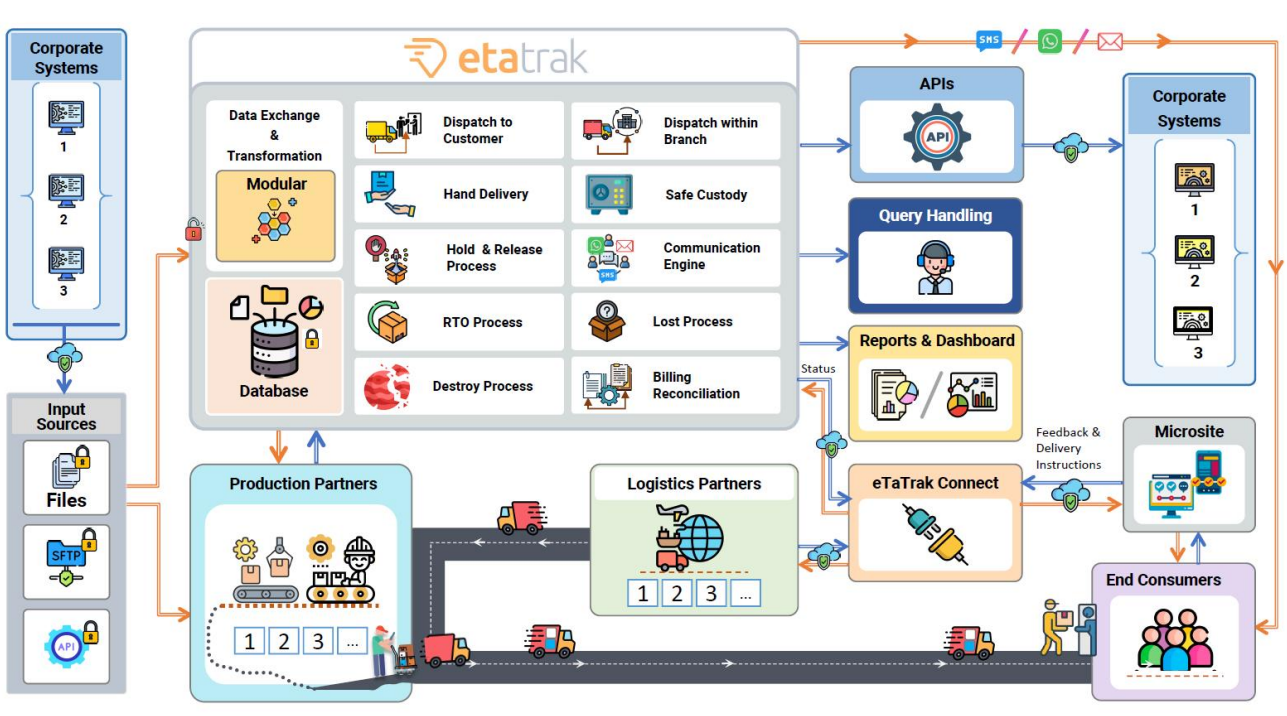 Corporate
Systems
1
2
3
Input
Sources
Files
SFTP
API
etatrak
Data Exchange
&
Transformation
Modular
Database
Dispatch to
Customer
Dispatch within
Branch
Hand Delivery
Safe Custody
Hold & Release
Process
Communication
Engine
SMS
RTO Process
Lost Process
Destroy Process
Billing
Reconciliation
SMS
APIs
API
Query Handling
Reports & Dashboard
Status
Corporate
Systems
1
2
3
Production Partners
1 2 3 ...
Logistics Partners
1 2 3 ...
eTaTrak Connect
Feedback &
Delivery
Instructions
Microsite
End Consumers